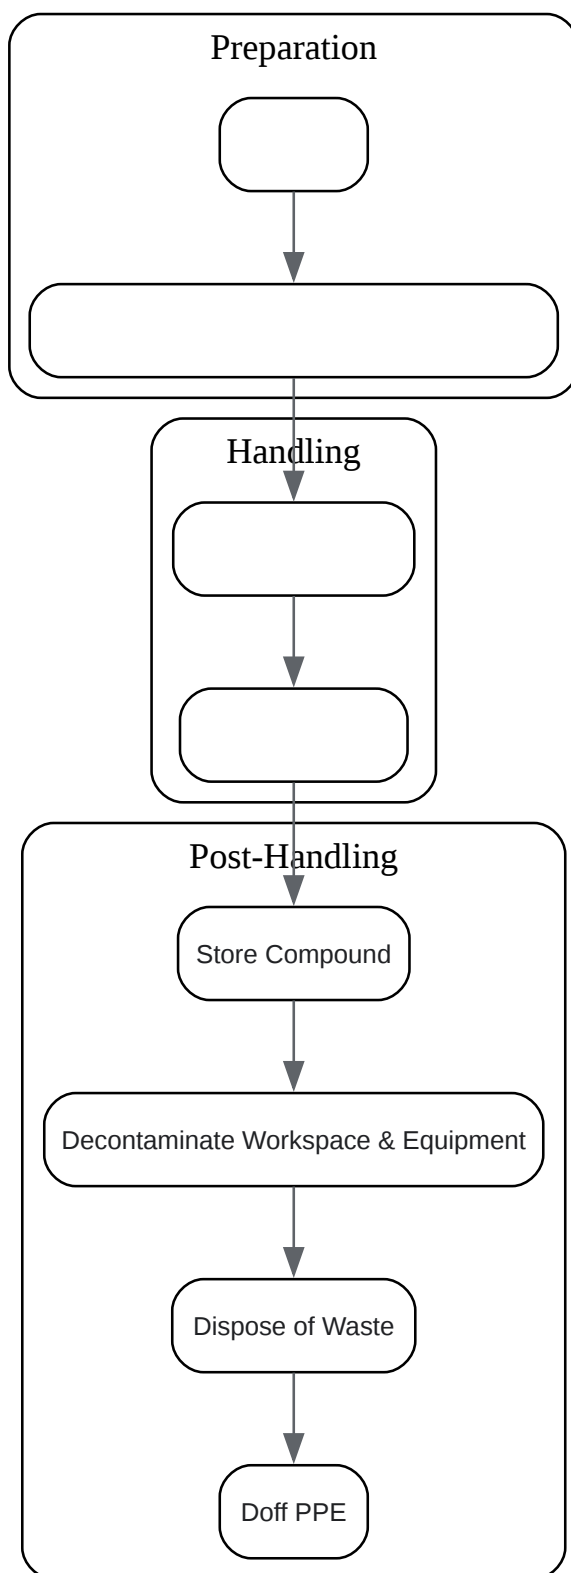 Preparation
Handling
Post-Handling
Store Compound
Decontaminate Workspace & Equipment
Dispose of Waste
Doff PPE